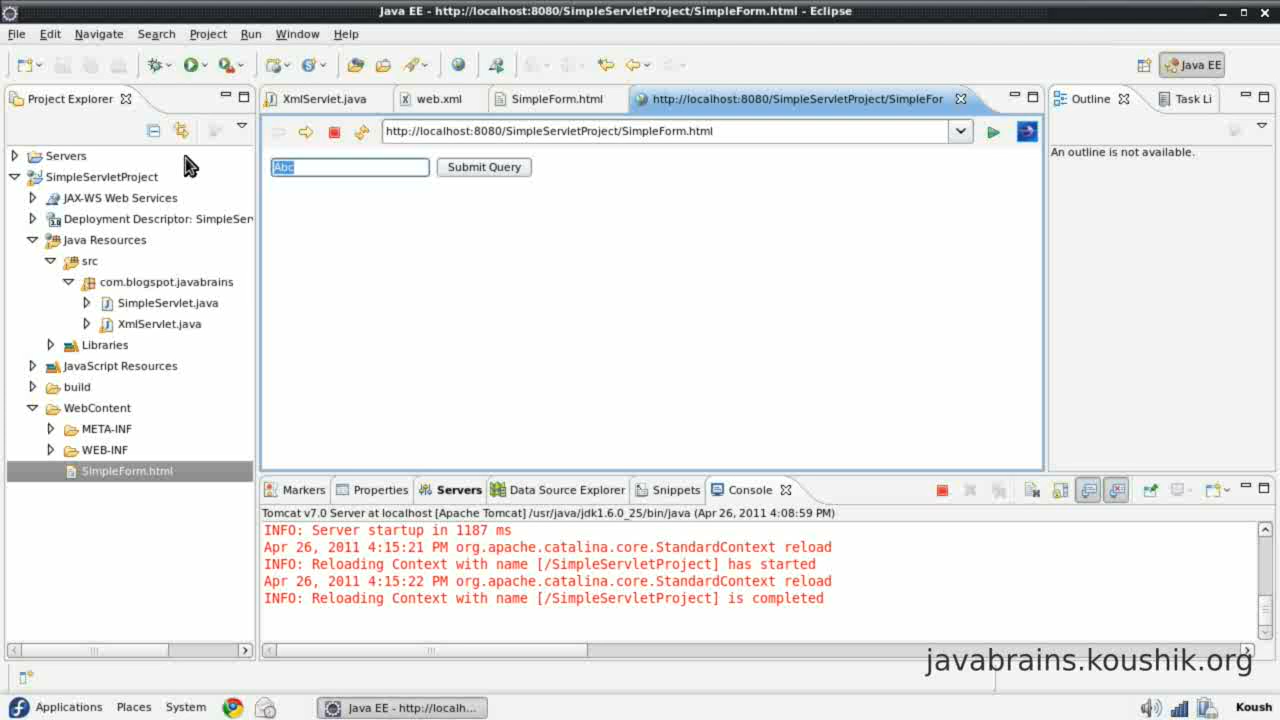 Java EE - http://localhost:8080/SimpleServletProject/SimpleForm.html - Eclipse
File Edit Navigate Search Project Run Window Help
Java EE
Project Explorer
XmlServlet.java
web.xml
SimpleForm.html
http://localhost:8080/SimpleServletProject/SimpleFor
Outline
Task Li
http://localhost:8080/SimpleServletProject/SimpleForm.html
An outline is not available.
Abc
Submit Query
Servers
SimpleServletProject
JAX-WS Web Services
Deployment Descriptor: SimpleSer
Java Resources
src
com.blogspot.javabrains
SimpleServlet.java
XmlServlet.java
Libraries
JavaScript Resources
build
WebContent
META-INF
WEB-INF
SimpleForm.html
Markers
Properties
Servers
Data Source Explorer
Snippets
Console
Tomcat v7.0 Server at localhost [Apache Tomcat] /usr/java/jdk1.6.0_25/bin/java (Apr 26, 2011 4:08:59 PM)
INFO: Server startup in 1187 ms
Apr 26, 2011 4:15:21 PM org.apache.catalina.core.StandardContext reload
INFO: Reloading Context with name [/SimpleServletProject] has started
Apr 26, 2011 4:15:22 PM org.apache.catalina.core.StandardContext reload
INFO: Reloading Context with name [/SimpleServletProject] is completed
javabrains.koushik.org
Applications Places System
Java EE - http://localh...
Koush